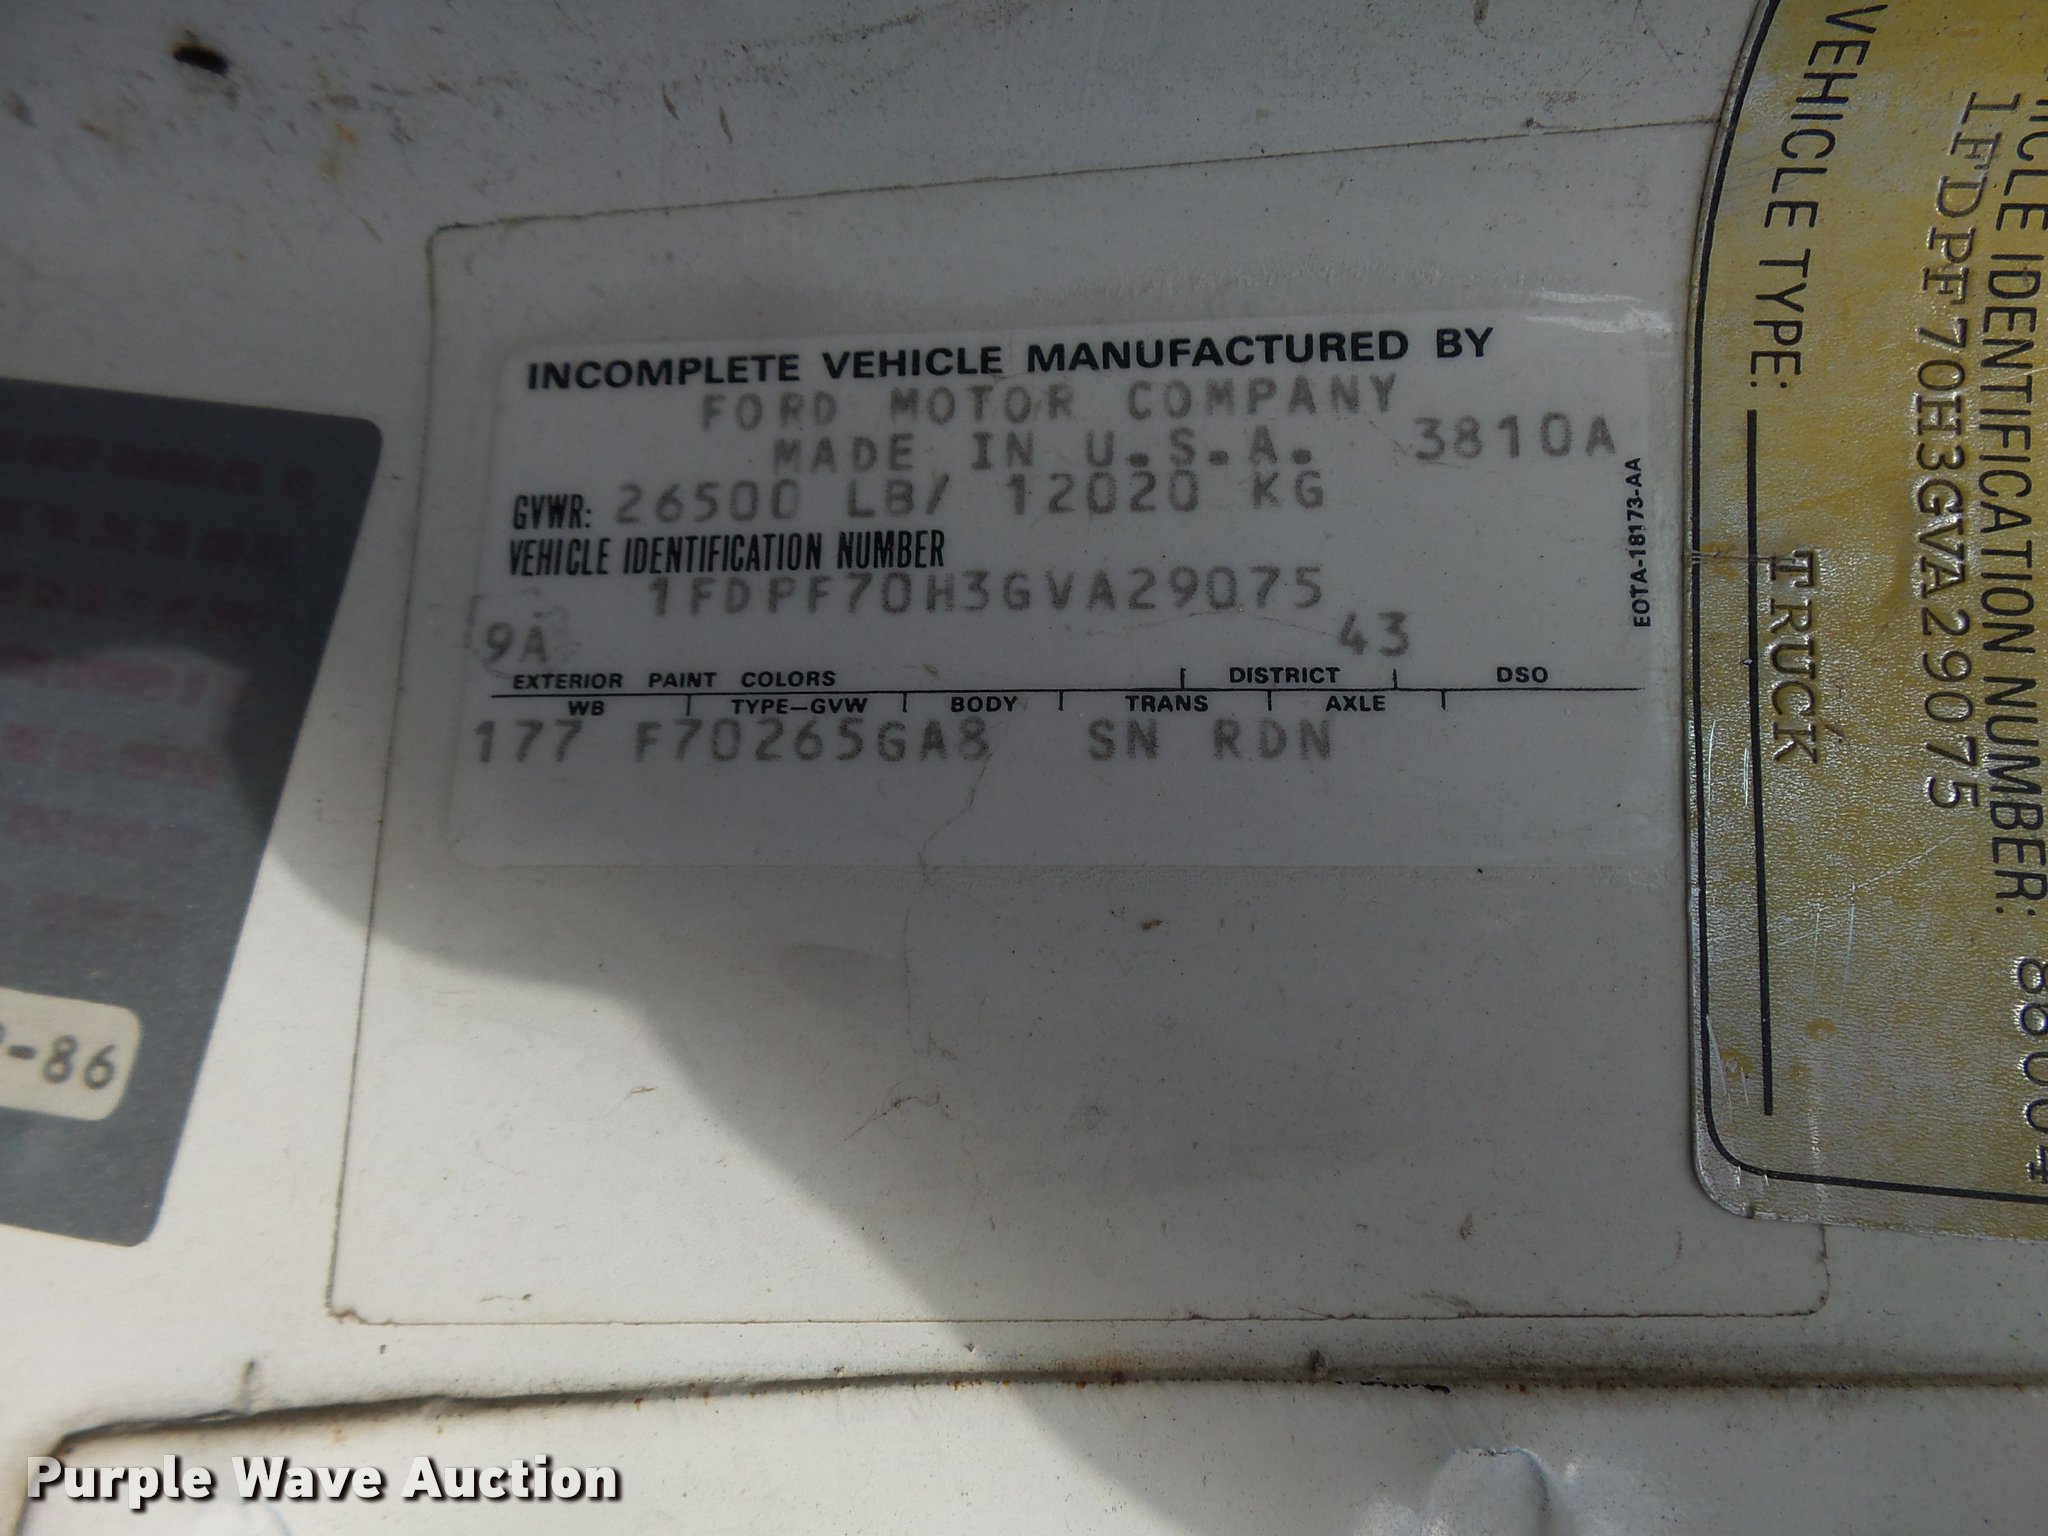 INCOMPLETE VEHICLE MANUFACTURED BY
FORD MOTOR COMPANY
MADE IN U.S.A. 3810A
GVWR: 26500 LB/ 12020 KG
VEHICLE IDENTIFICATION NUMBER
1FDPF70H3GVA29075
9A 43
EXTERIOR PAINT COLORS DISTRICT DSO
WB TYPE-GVW BODY TRANS AXLE
177 F70265GA8 SN RDN
EOTA-18173-AA
VEHICLE TYPE:
TRUCK
IDENTIFICATION NUMBER: 88004
1FDPF70H3GVA29075
-86
Purple Wave Auction